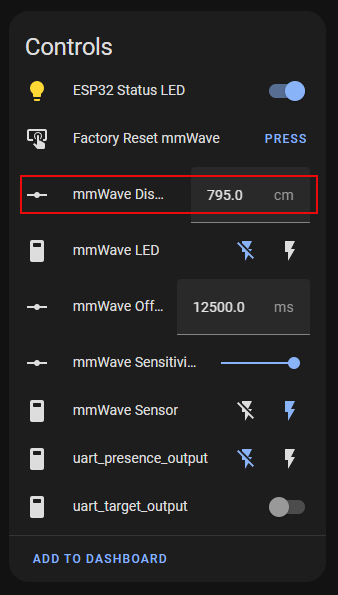 Controls
ESP32 Status LED
Factory Reset mmWave PRESS
mmWave Dis... 795.0 cm
mmWave LED
mmWave Off... 12500.0 ms
mmWave Sensitivi...
mmWave Sensor
uart_presence_output
uart_target_output
ADD TO DASHBOARD